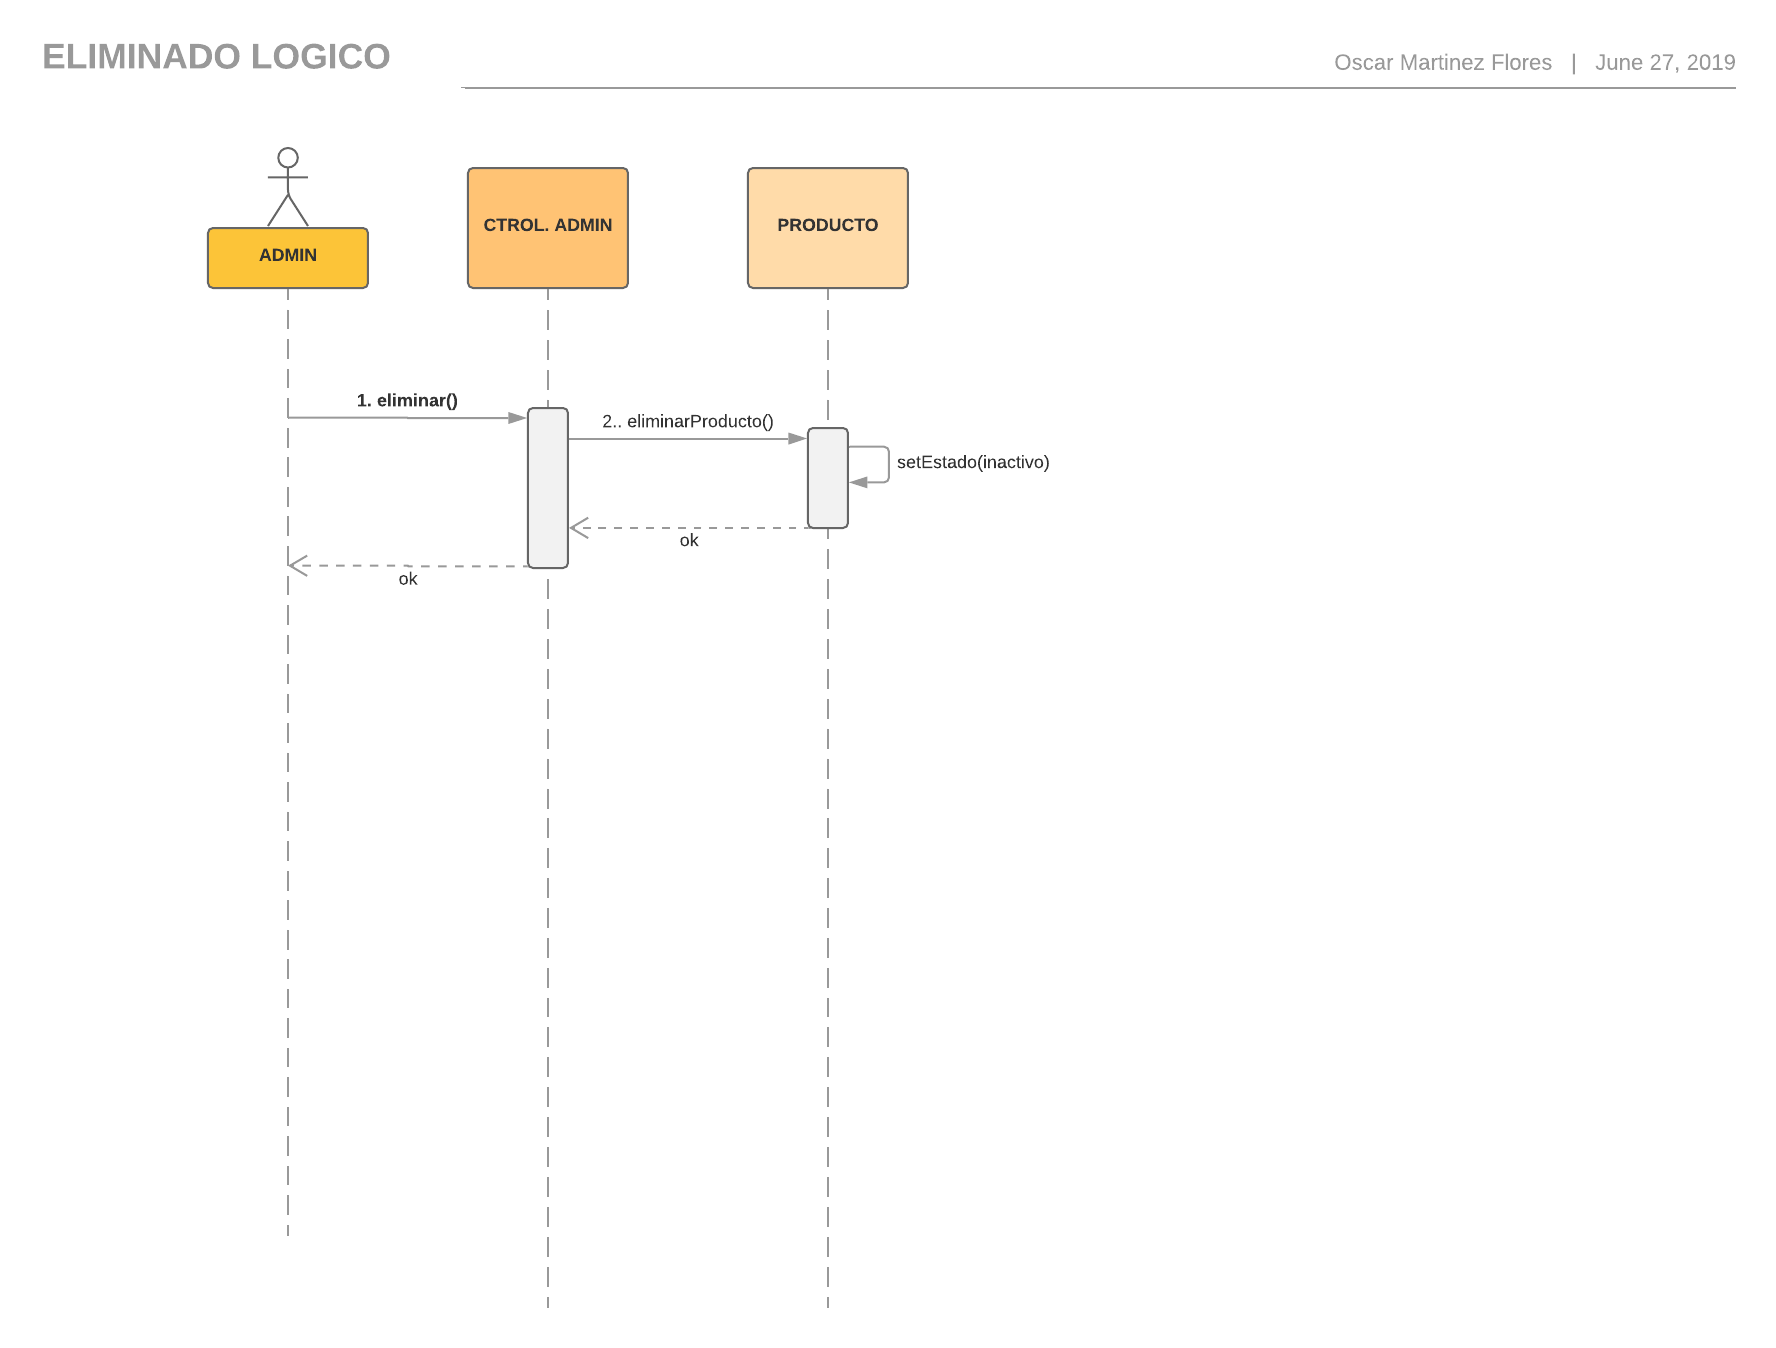 ELIMINADO LOGICO
Oscar Martinez Flores | June 27, 2019
ADMIN
CTROL. ADMIN
PRODUCTO
1. eliminar()
2.. eliminarProducto()
setEstado(inactivo)
ok
ok